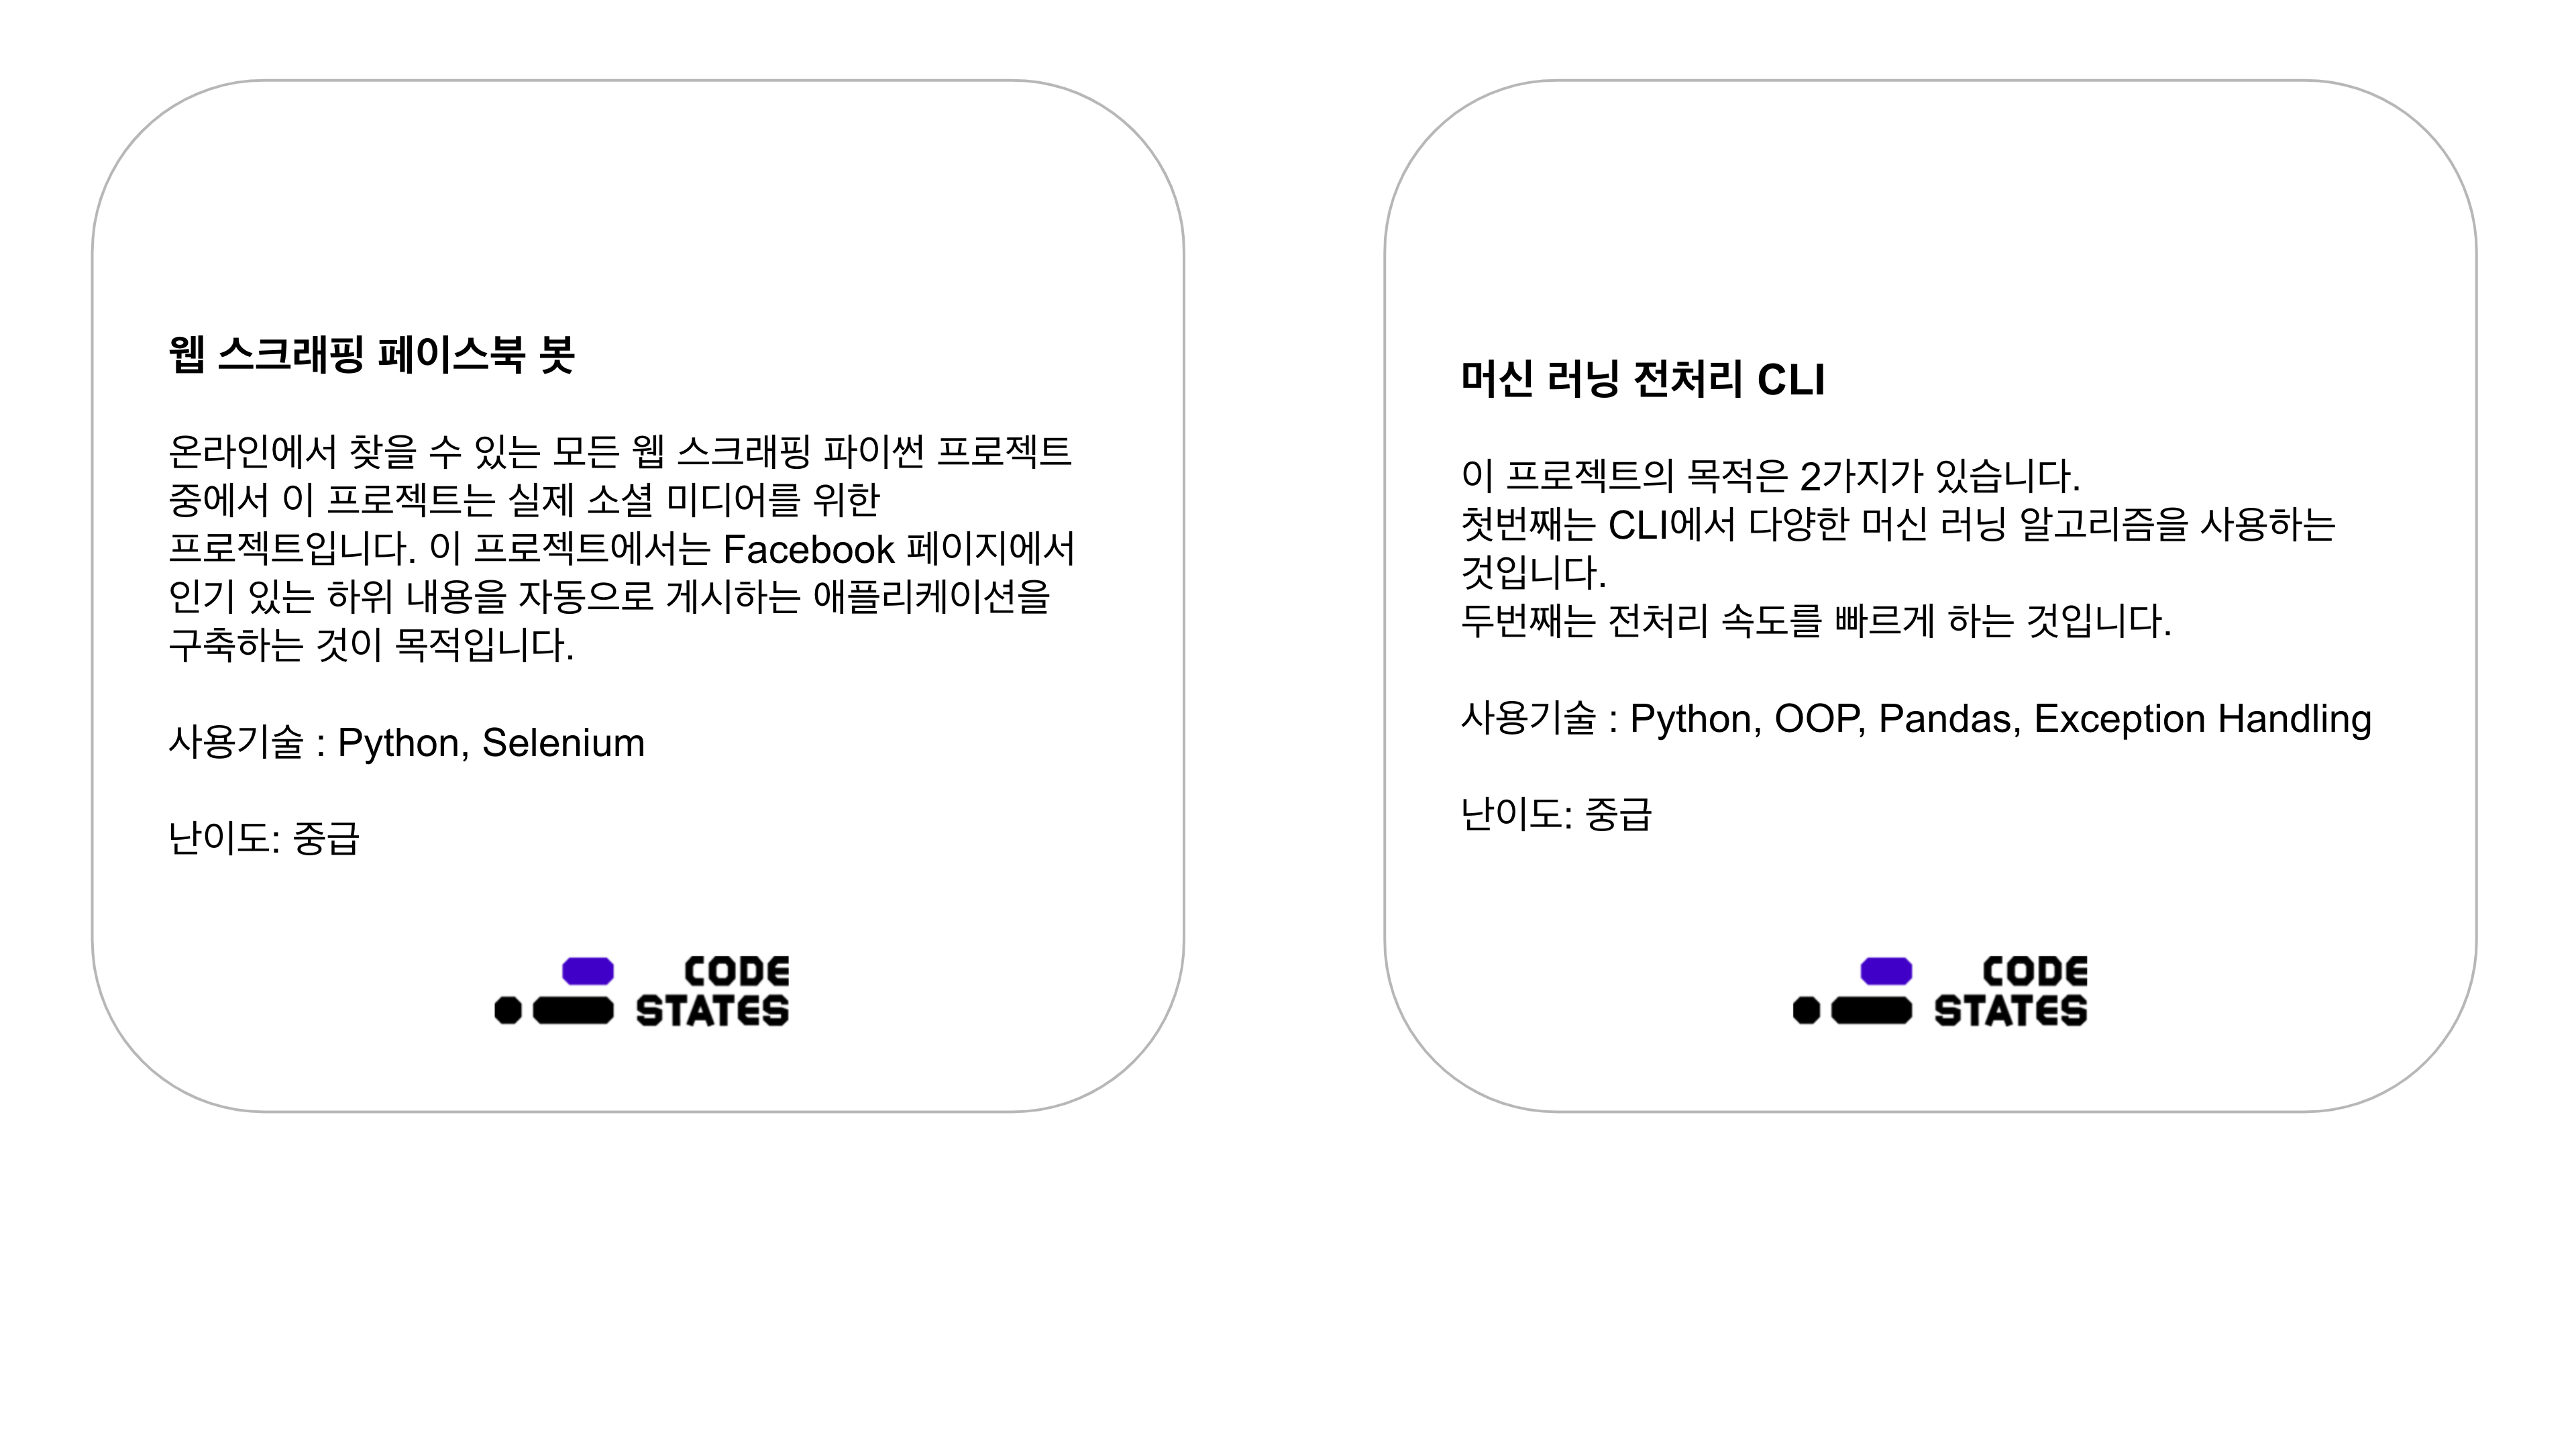 웹 스크래핑 페이스북 봇
온라인에서 찾을 수 있는 모든 웹 스크래핑 파이썬 프로젝트
중에서 이 프로젝트는 실제 소셜 미디어를 위한
프로젝트입니다. 이 프로젝트에서는 Facebook 페이지에서
인기 있는 하위 내용을 자동으로 게시하는 애플리케이션을
구축하는 것이 목적입니다.
사용기술 : Python, Selenium
난이도: 중급
CODE
STATES
머신 러닝 전처리 CLI
이 프로젝트의 목적은 2가지가 있습니다.
첫번째는 CLI에서 다양한 머신 러닝 알고리즘을 사용하는
것입니다.
두번째는 전처리 속도를 빠르게 하는 것입니다.
사용기술 : Python, OOP, Pandas, Exception Handling
난이도: 중급
CODE
STATES